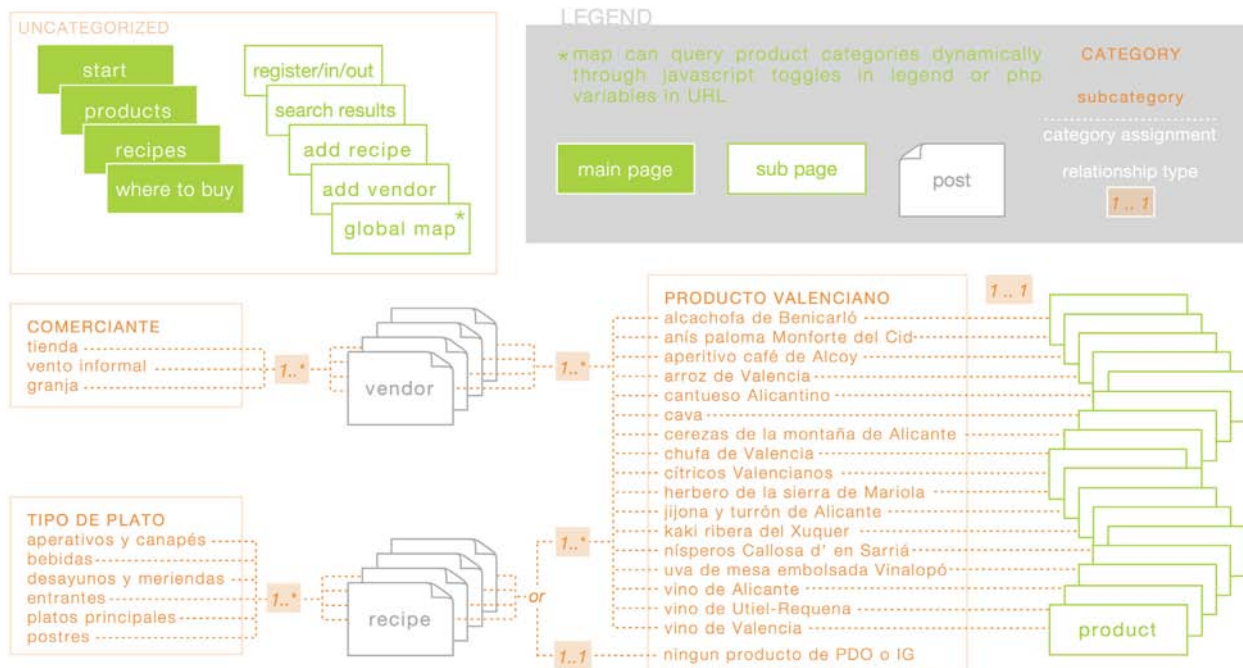 UNCATEGORIZED
start
products
recipes
where to buy
register/in/out
search results
add recipe
add vendor
global map*
LEGEND
*map can query product categories dynamically
through javascript toggles in legend or php
variables in URL
main page
sub page
post
CATEGORY
subcategory
category assignment
relationship type
1 .. 1
COMERCIANTE
tienda
vento informal
granja
1..*
vendor
1..*
TIPO DE PLATO
aperativos y canapés
bebidas
desayunos y meriendas
entrantes
platos principales
postres
1..*
recipe
or
1..*
1..1
PRODUCTO VALENCIANO
alcachofa de Benicarló
anís paloma Monforte del Cid
aperitivo café de Alcoy
arroz de Valencia
cantueso Alicantino
cava
cerezas de la montaña de Alicante
chufa de Valencia
cítricos Valencianos
herbero de la sierra de Mariola
jijona y turrón de Alicante
kaki ribera del Xuquer
nísperos Callosa d' en Sarriá
uva de mesa embolsada Vinalopó
vino de Alicante
vino de Utiel-Requena
vino de Valencia
ningun producto de PDO o IG
1 .. 1
product